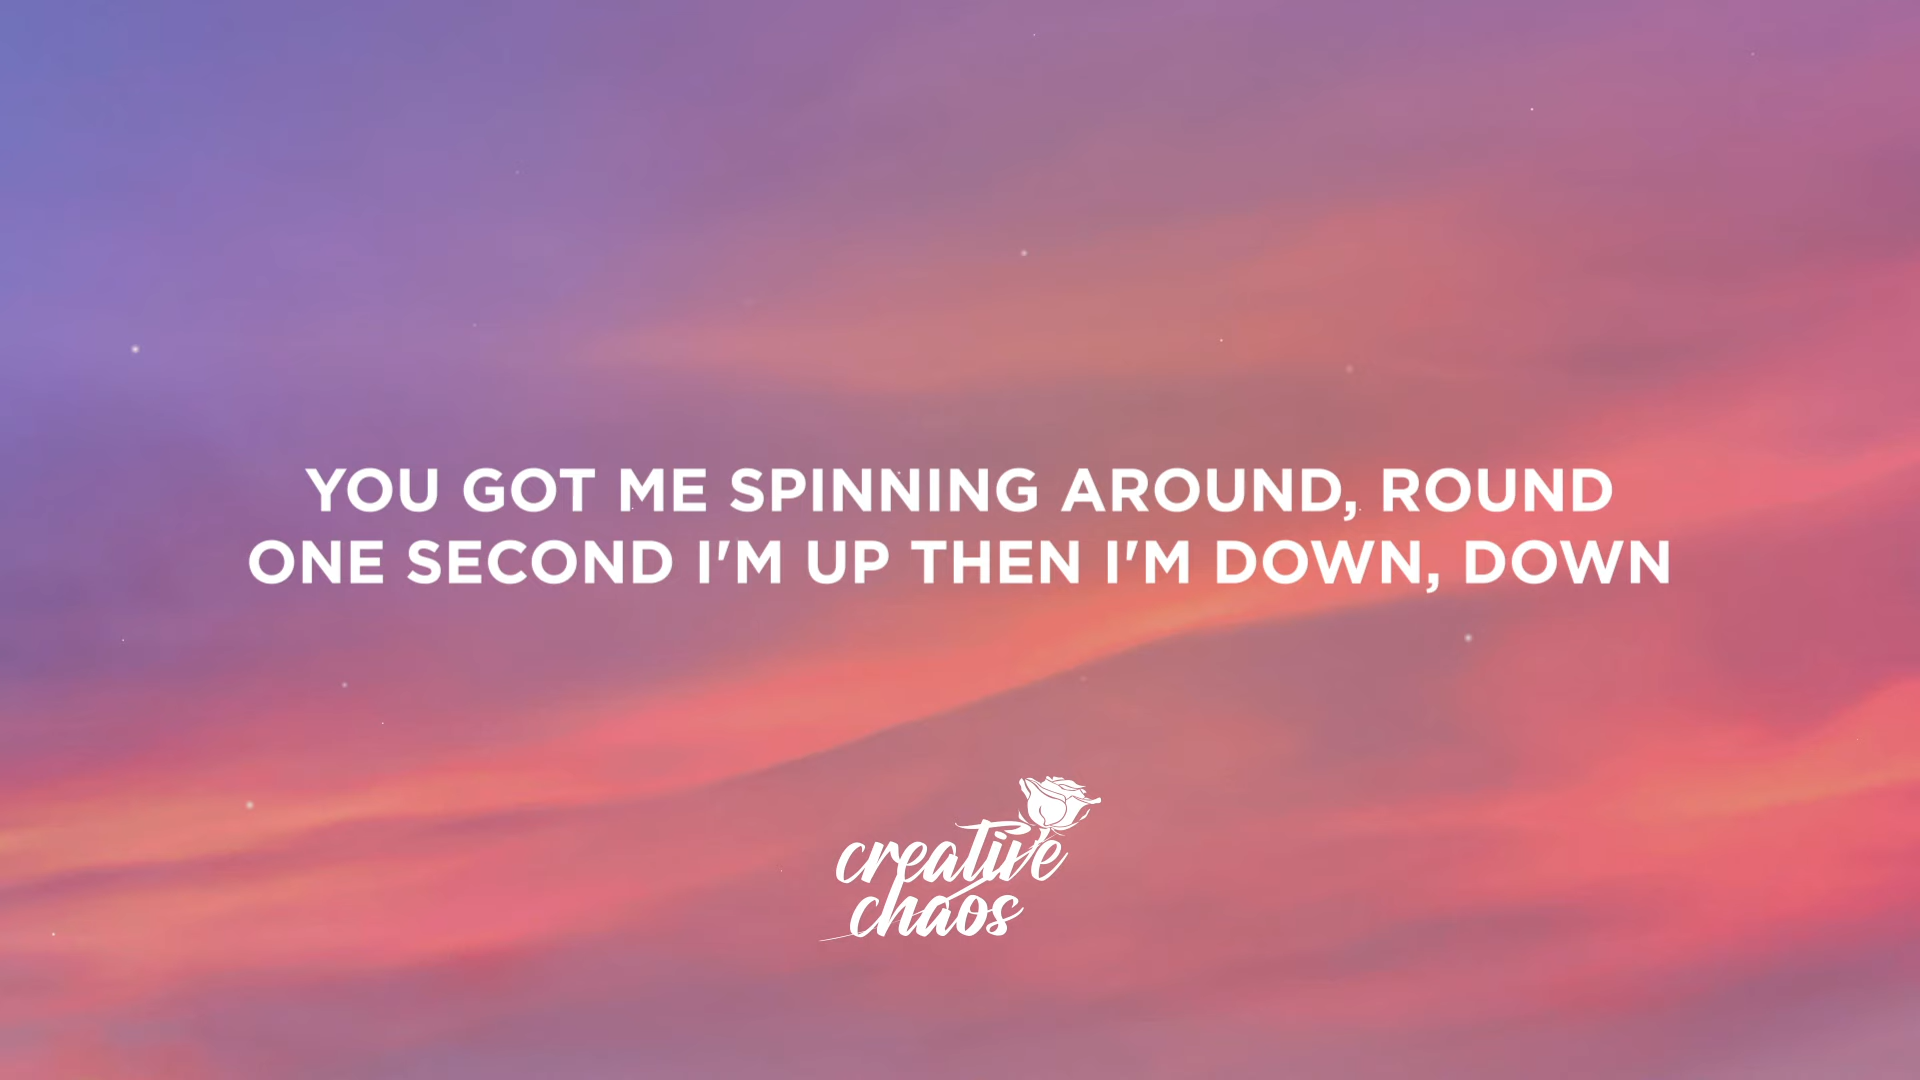 YOU GOT ME SPINNING AROUND, ROUND
ONE SECOND I'M UP THEN I'M DOWN, DOWN
creative
chaos